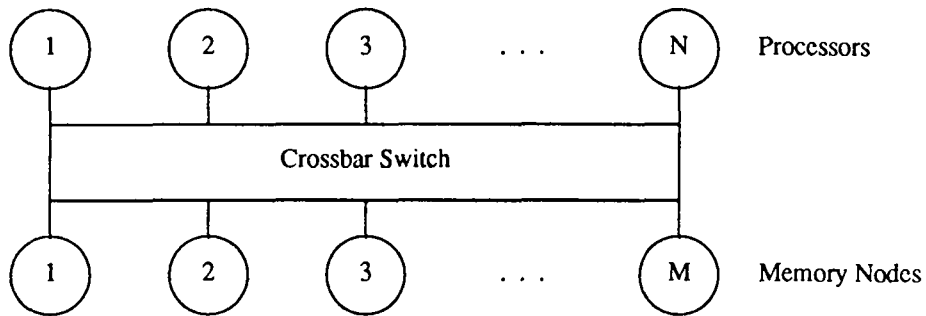 1 2 3 . . . N Processors
Crossbar Switch
1 2 3 . . . M Memory Nodes